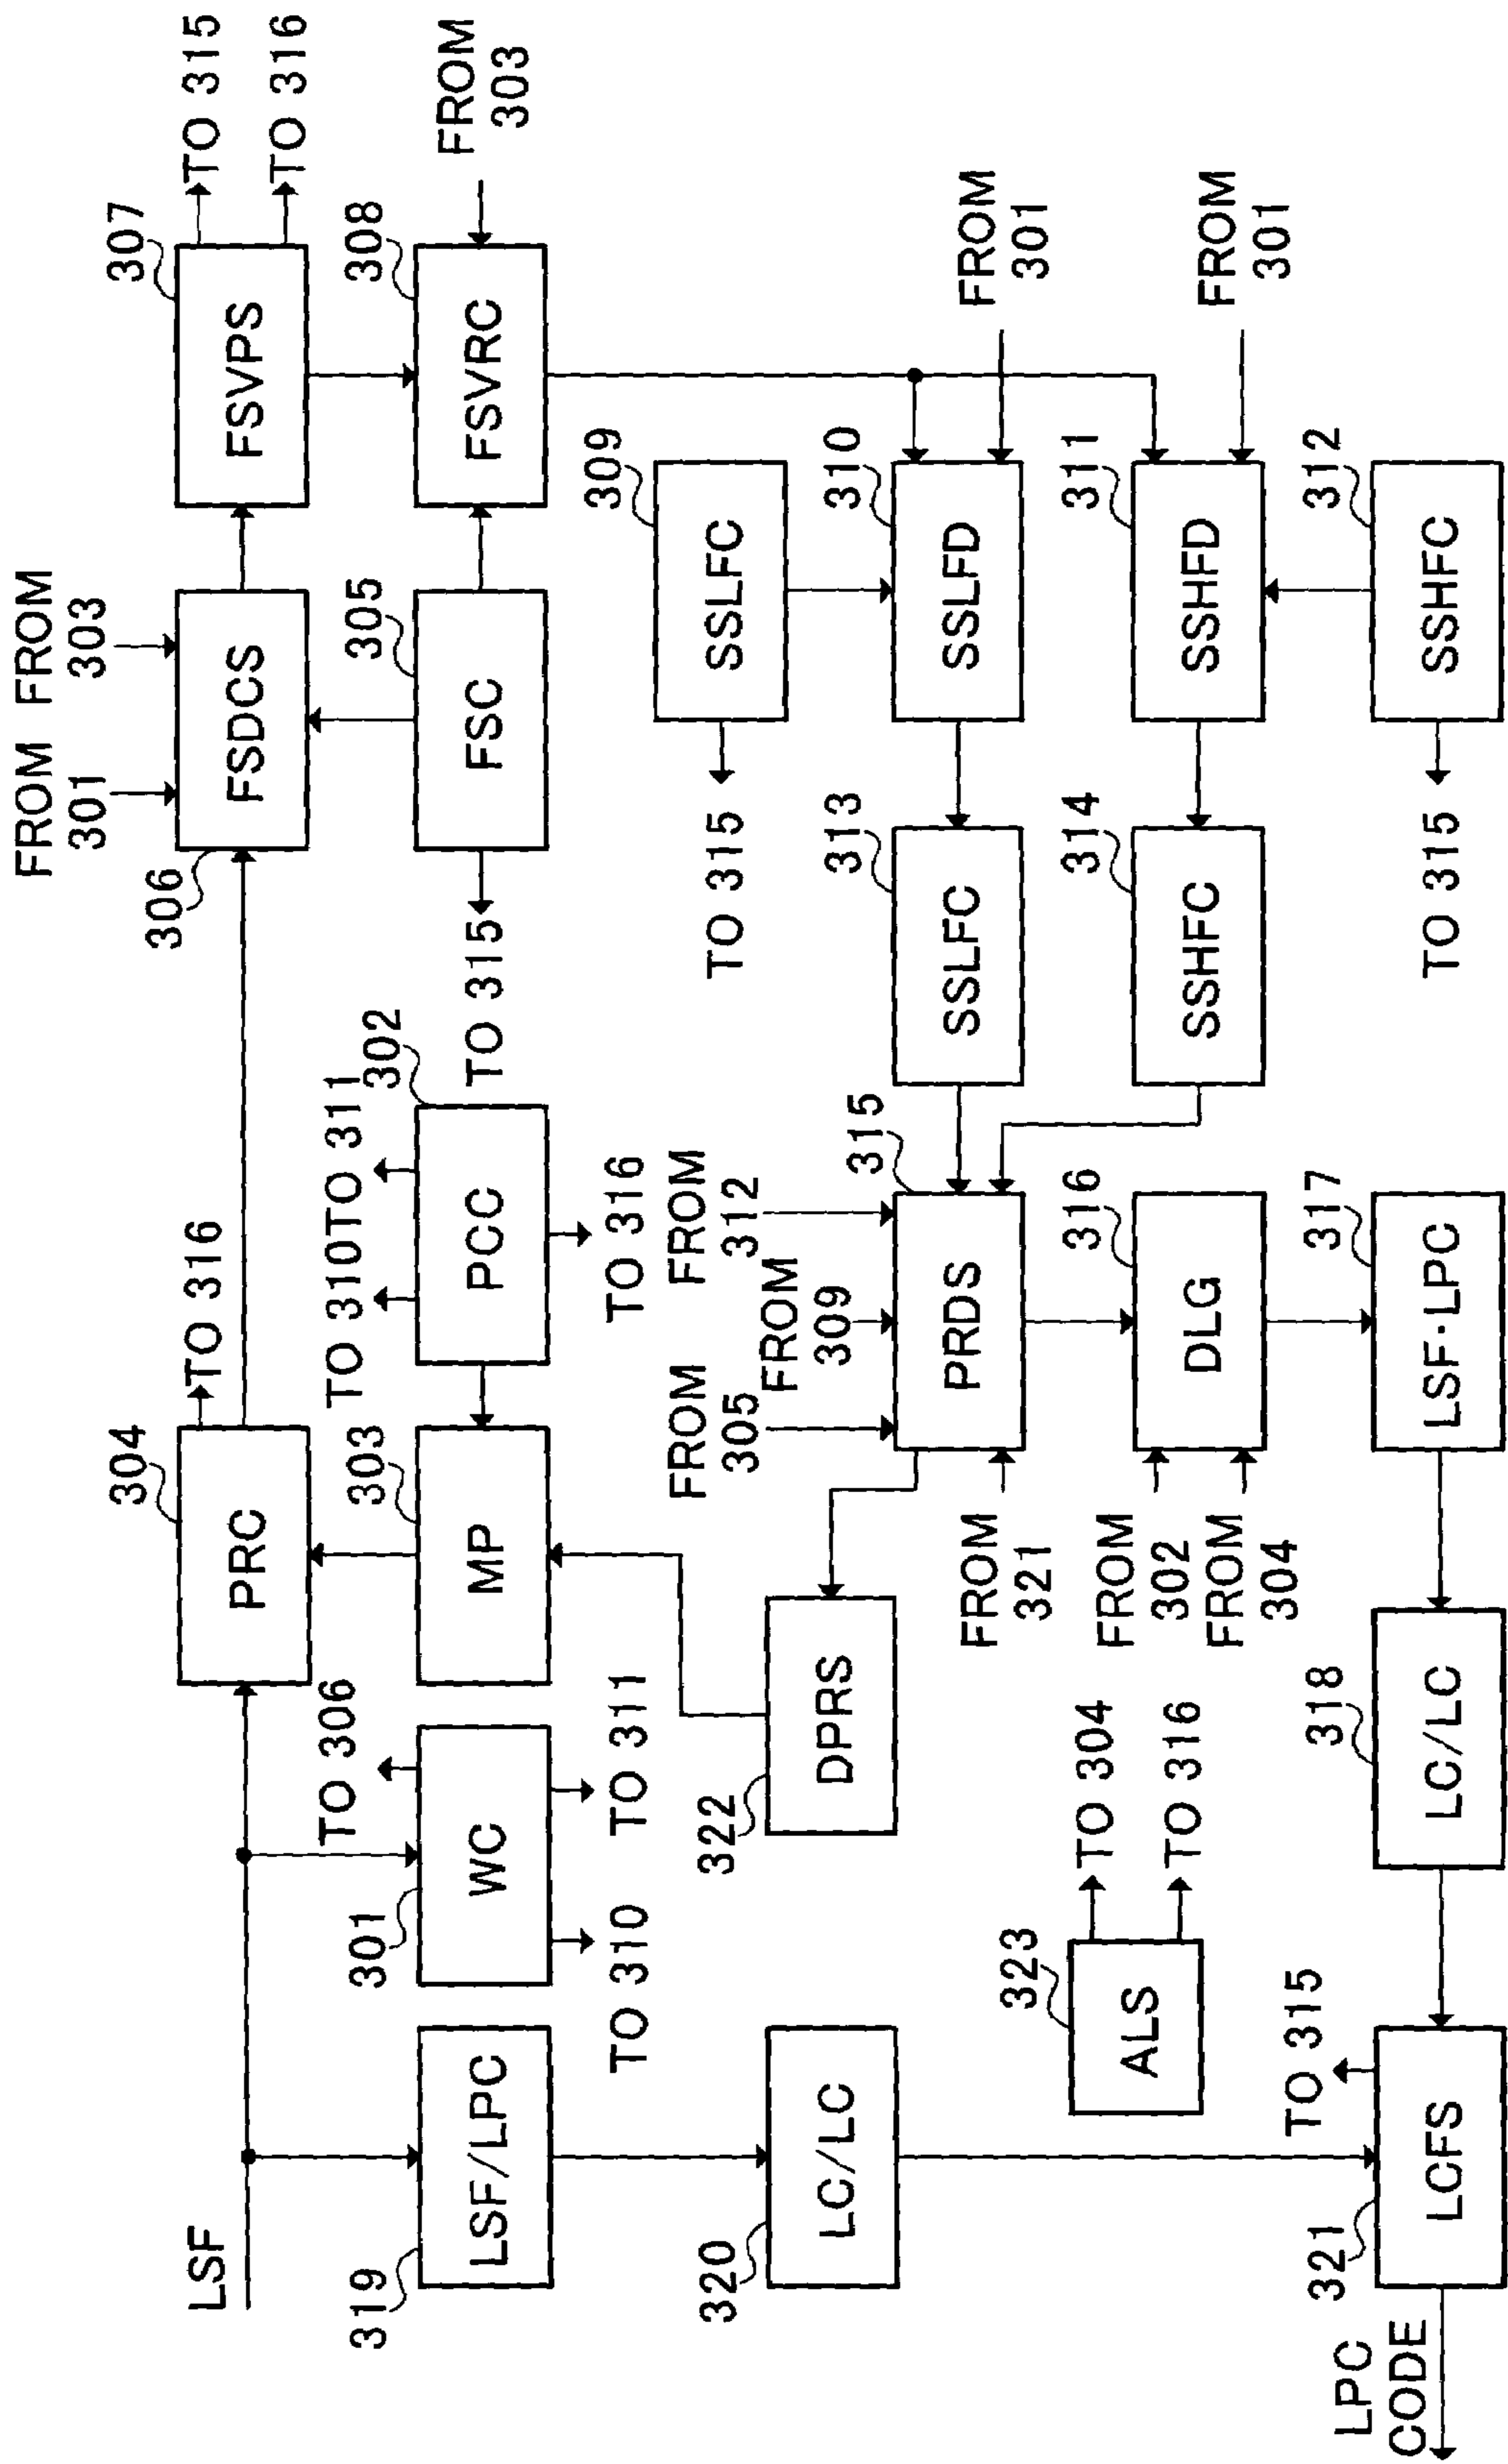 LSF
304
PRC
TO 316
FROM
301
FROM
303
306
FSDCS
307
FSVPS
TO 315
TO 316
319
LSF/LPC
301
WC
TO 306
TO 310
TO 311
303
MP
302
PCC
TO 310
TO 311
TO 316
305
FSC
TO 315
308
FSVRC
FROM
303
320
LC/LC
322
DPRS
309
SSLFC
TO 315
FROM
305
FROM
309
FROM
312
315
PRDS
FROM
321
313
SSLFC
310
SSLFD
FROM
301
323
ALS
TO 304
TO 316
FROM
302
FROM
304
316
DLG
314
SSHFC
311
SSHFD
FROM
301
LPC
CODE
321
LCFS
TO 315
318
LC/LC
317
LSF·LPC
312
SSHFC
TO 315